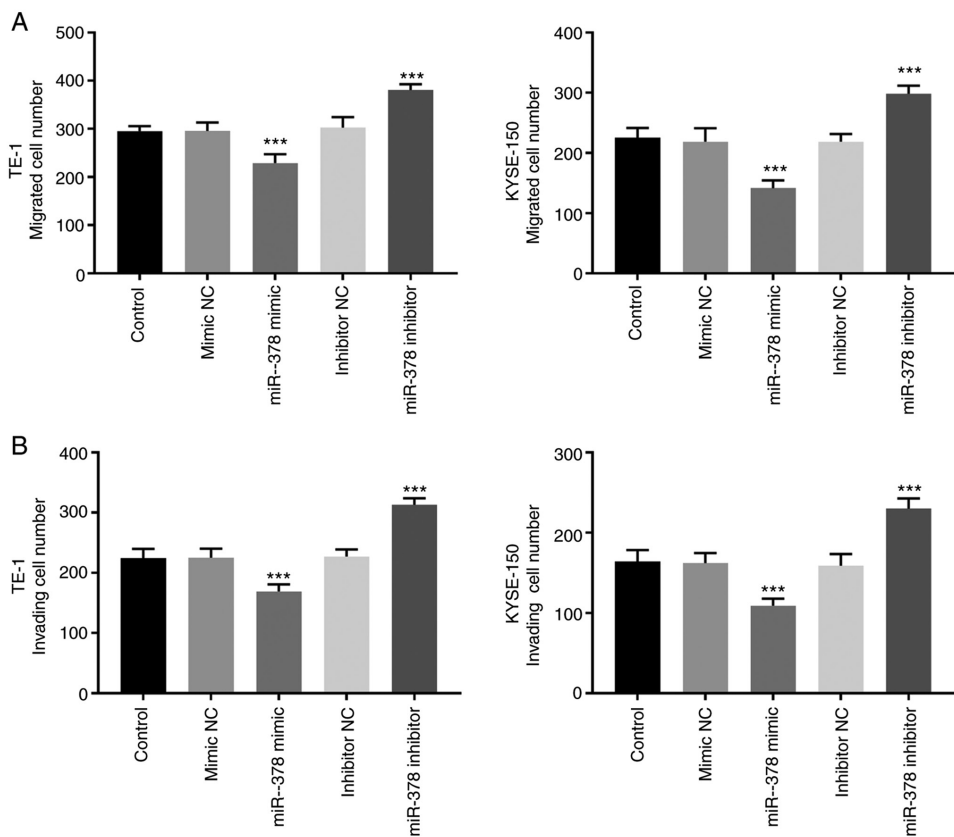 A
TE-1
Migrated cell number
500
400
300
200
100
0
***
***
Control
Mimic NC
miR--378 mimic
Inhibitor NC
miR-378 inhibitor
KYSE-150
Migrated cell number
400
300
200
100
0
***
***
Control
Mimic NC
miR--378 mimic
Inhibitor NC
miR-378 inhibitor
B
TE-1
Invading cell number
400
300
200
100
0
***
***
Control
Mimic NC
miR--378 mimic
Inhibitor NC
miR-378 inhibitor
KYSE-150
Invading cell number
300
200
100
0
***
***
Control
Mimic NC
miR--378 mimic
Inhibitor NC
miR-378 inhibitor